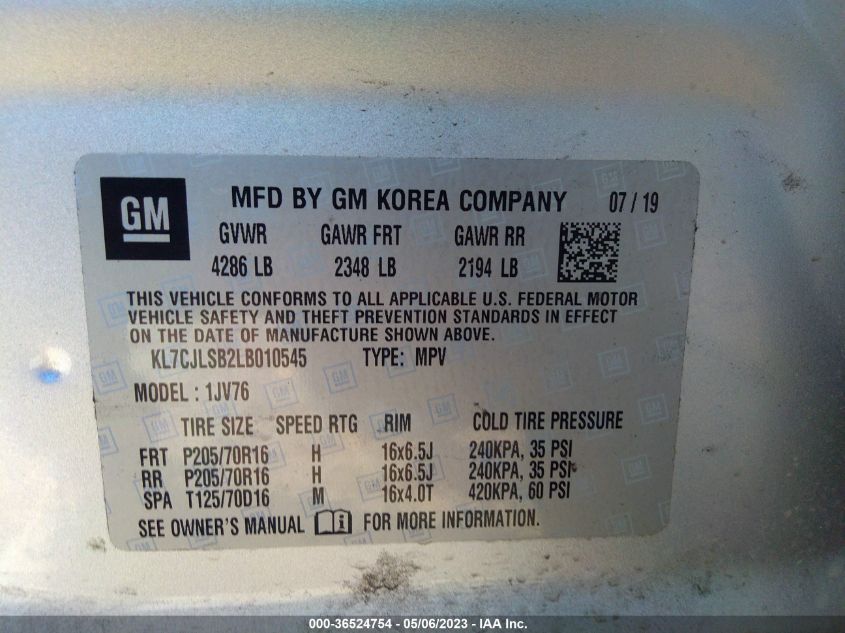 GM MFD BY GM KOREA COMPANY 07 / 19
GVWR GAWR FRT GAWR RR
4286 LB 2348 LB 2194 LB
THIS VEHICLE CONFORMS TO ALL APPLICABLE U.S. FEDERAL MOTOR
VEHICLE SAFETY AND THEFT PREVENTION STANDARDS IN EFFECT
ON THE DATE OF MANUFACTURE SHOWN ABOVE.
KL7CJLSB2LB010545 TYPE: MPV
MODEL : 1JV76
TIRE SIZE SPEED RTG RIM COLD TIRE PRESSURE
FRT P205/70R16 H 16x6.5J 240KPA, 35 PSI
RR P205/70R16 H 16x6.5J 240KPA, 35 PSI
SPA T125/70D16 M 16x4.0T 420KPA, 60 PSI
SEE OWNER'S MANUAL FOR MORE INFORMATION.
000-36524754 / 05/06/2023 - IAA Inc.